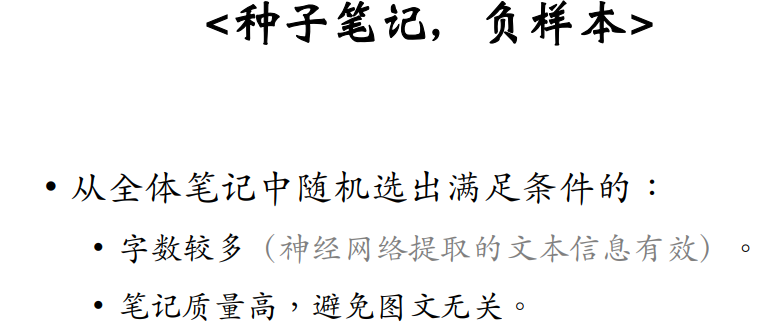 <种子笔记，负样本>
• 从全体笔记中随机选出满足条件的：
• 字数较多（神经网络提取的文本信息有效）。
• 笔记质量高，避免图文无关。